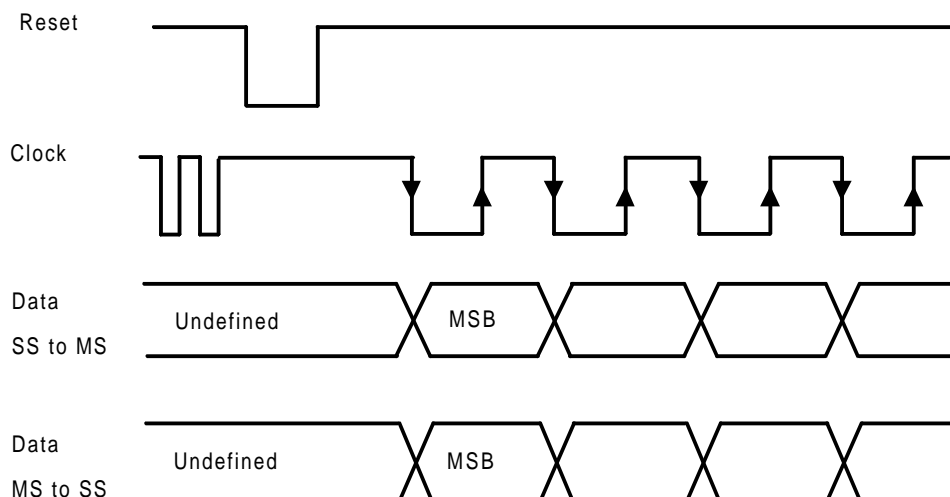 Reset
Clock
Data
SS to MS
Undefined
MSB
Data
MS to SS
Undefined
MSB